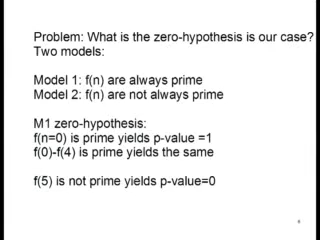 Problem: What is the zero-hypothesis is our case?
Two models:
Model 1: f(n) are always prime
Model 2: f(n) are not always prime
M1 zero-hypothesis:
f(n=0) is prime yields p-value =1
f(0)-f(4) is prime yields the same
f(5) is not prime yields p-value=0